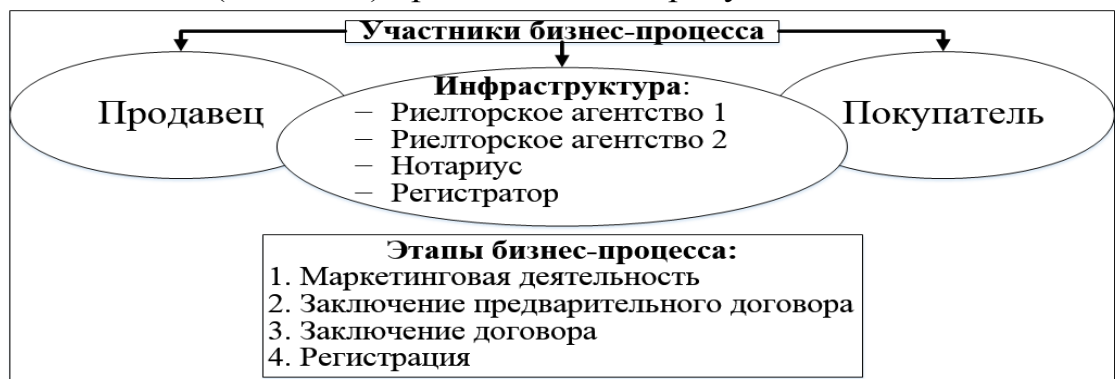 Участники бизнес-процесса
Продавец
Инфраструктура:
– Риелторское агентство 1
– Риелторское агентство 2
– Нотариус
– Регистратор
Покупатель
Этапы бизнес-процесса:
1. Маркетинговая деятельность
2. Заключение предварительного договора
3. Заключение договора
4. Регистрация